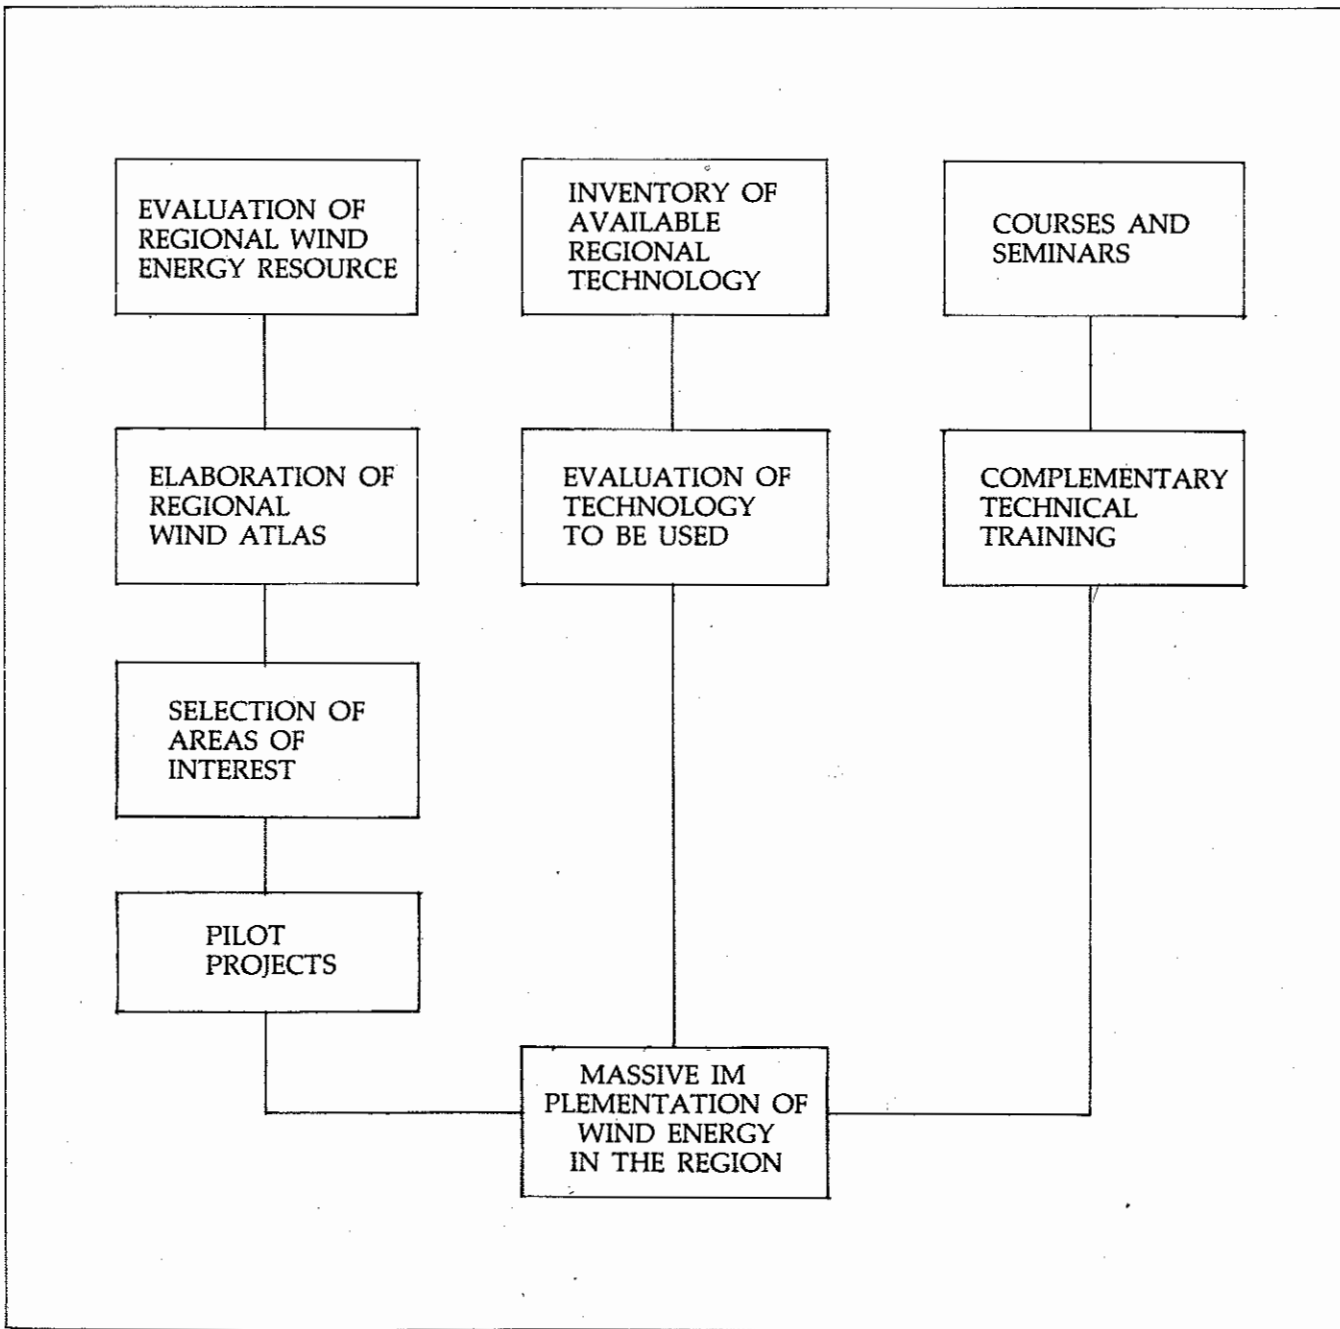 EVALUATION OF
REGIONAL WIND
ENERGY RESOURCE
INVENTORY OF
AVAILABLE
REGIONAL
TECHNOLOGY
COURSES AND
SEMINARS
ELABORATION OF
REGIONAL
WIND ATLAS
EVALUATION OF
TECHNOLOGY
TO BE USED
COMPLEMENTARY
TECHNICAL
TRAINING
SELECTION OF
AREAS OF
INTEREST
PILOT
PROJECTS
MASSIVE IM
PLEMENTATION OF
WIND ENERGY
IN THE REGION